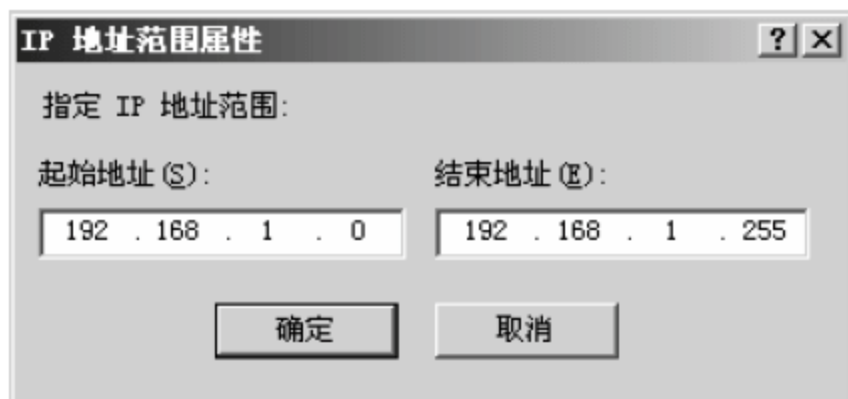 IP 地址范围属性
指定 IP 地址范围:
起始地址(S): 结束地址(E):
192 . 168 . 1 . 0 192 . 168 . 1 . 255
确定 取消